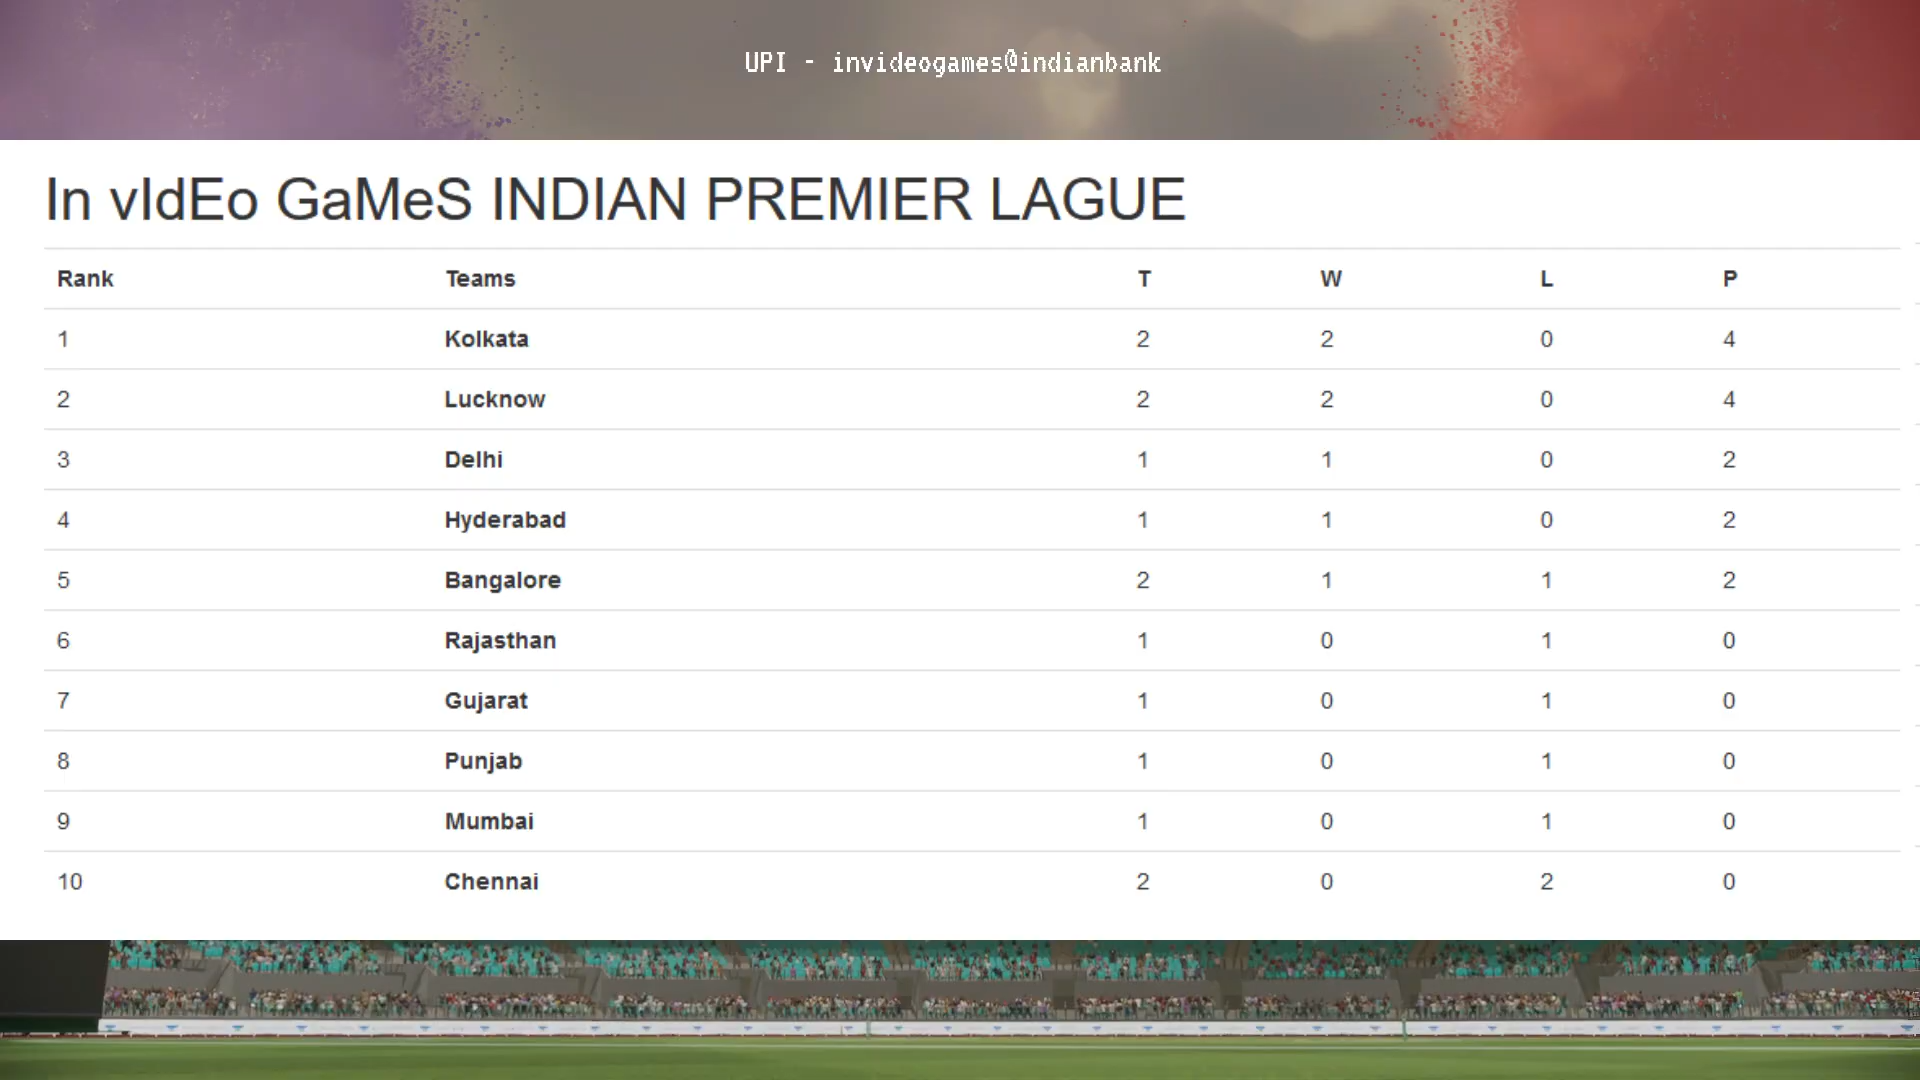 UPI - invideogames@indianbank
In vIdEo GaMeS INDIAN PREMIER LAGUE
Rank Teams T W L P
1 Kolkata 2 2 0 4
2 Lucknow 2 2 0 4
3 Delhi 1 1 0 2
4 Hyderabad 1 1 0 2
5 Bangalore 2 1 1 2
6 Rajasthan 1 0 1 0
7 Gujarat 1 0 1 0
8 Punjab 1 0 1 0
9 Mumbai 1 0 1 0
10 Chennai 2 0 2 0